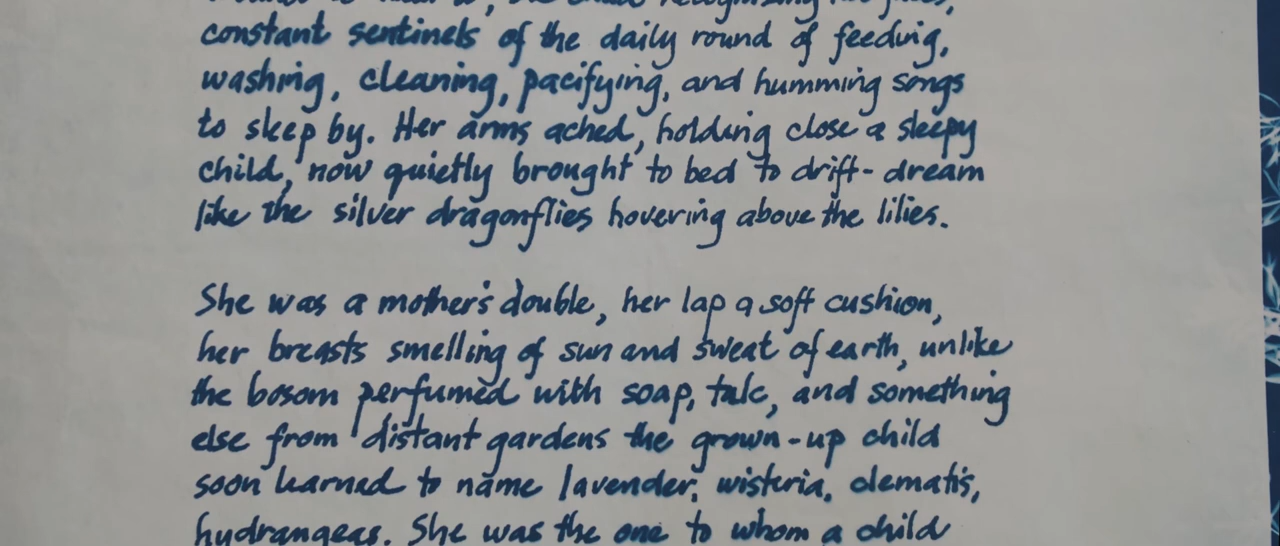 constant sentinels of the daily round of feeding,
washing, cleaning, pacifying, and humming songs
to sleep by. Her arms ached, holding close a sleepy
child, now quietly brought to bed to drift-dream
like the silver dragonflies hovering above the lilies.
She was a mother's double, her lap a soft cushion,
her breasts smelling of sun and sweat of earth, unlike
the bosom perfumed with soap, talc, and something
else from distant gardens the grown-up child
soon learned to name lavender, wisteria, clematis,
hydrangeas. She was the one to whom a child